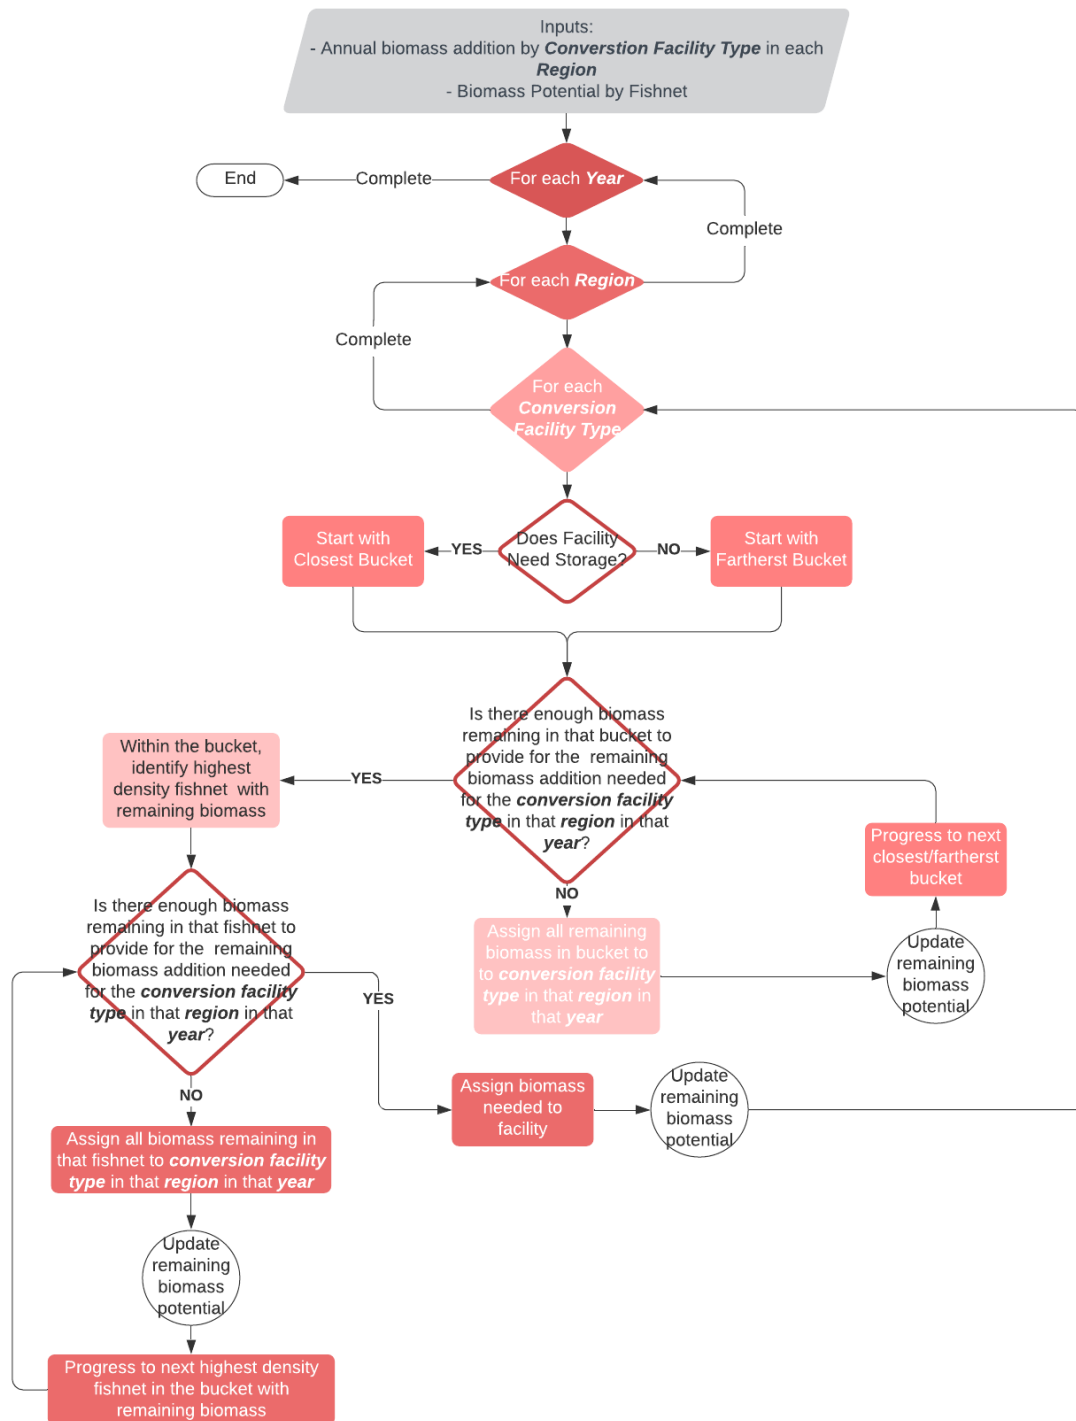 Inputs:
- Annual biomass addition by Converstion Facility Type in each
Region
- Biomass Potential by Fishnet
End
Complete
For each Year
Complete
For each Region
Complete
For each
Conversion
Facility Type
Start with
Closest Bucket
YES
Does Facility
Need Storage?
NO
Start with
Fartherst Bucket
Is there enough biomass
remaining in that bucket to
provide for the remaining
biomass addition needed
for the conversion facility
type in that region in that
year?
YES
Within the bucket,
identify highest
density fishnet with
remaining biomass
Progress to next
closest/fartherst
bucket
NO
Assign all remaining
biomass in bucket to
to conversion facility
type in that region in
that year
Update
remaining
biomass
potential
Is there enough biomass
remaining in that fishnet to
provide for the remaining
biomass addition needed
for the conversion facility
type in that region in that
year?
YES
Assign biomass
needed to
facility
Update
remaining
biomass
potential
NO
Assign all biomass remaining in
that fishnet to conversion facility
type in that region in that year
Update
remaining
biomass
potential
Progress to next highest density
fishnet in the bucket with
remaining biomass